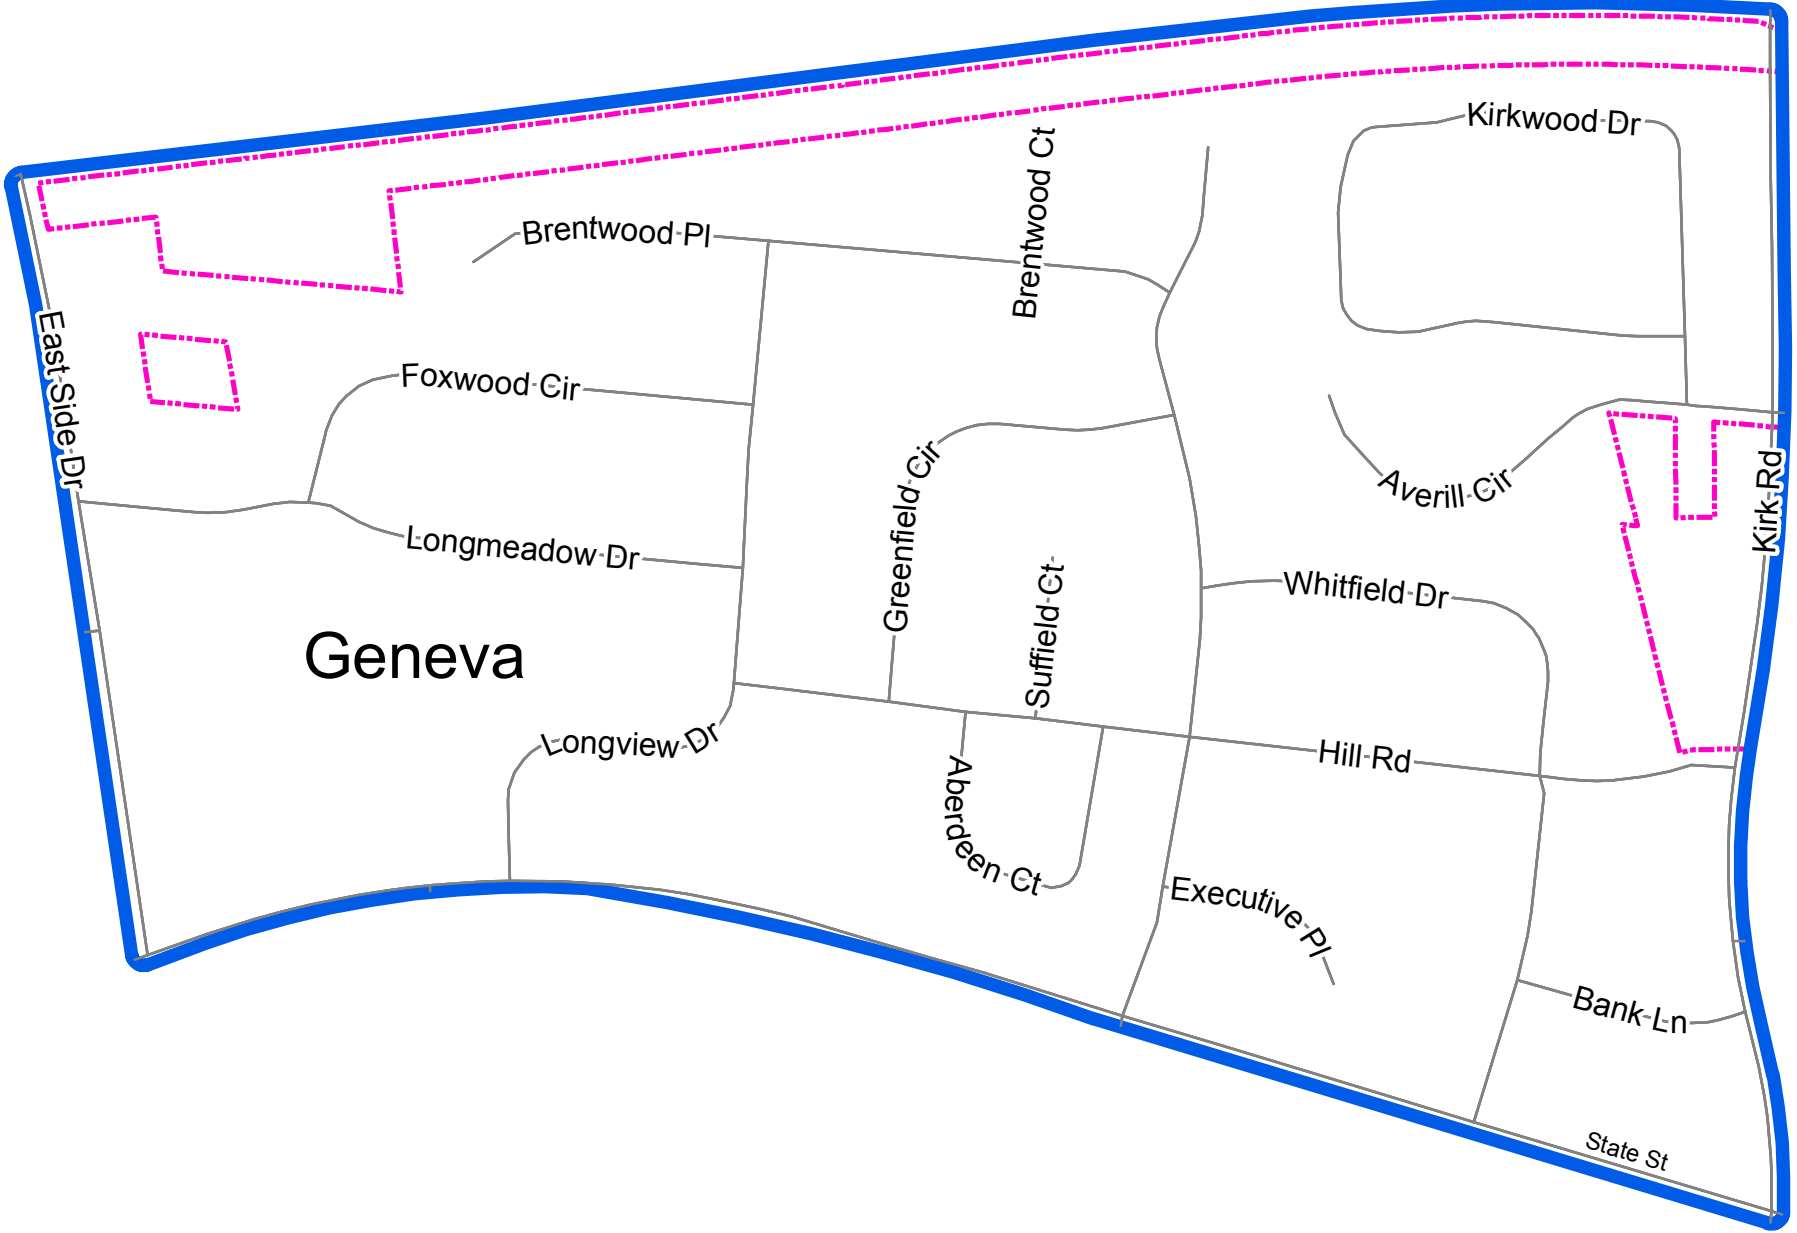 Kirkwood Dr
Brentwood Ct
Brentwood Pl
East Side Dr
Foxwood Cir
Greenfield Cir
Averill Cir
Kirk Rd
Longmeadow Dr
Suffield Ct
Whitfield Dr
Geneva
Longview Dr
Hill Rd
Aberdeen Ct
Executive Pl
Bank Ln
State St